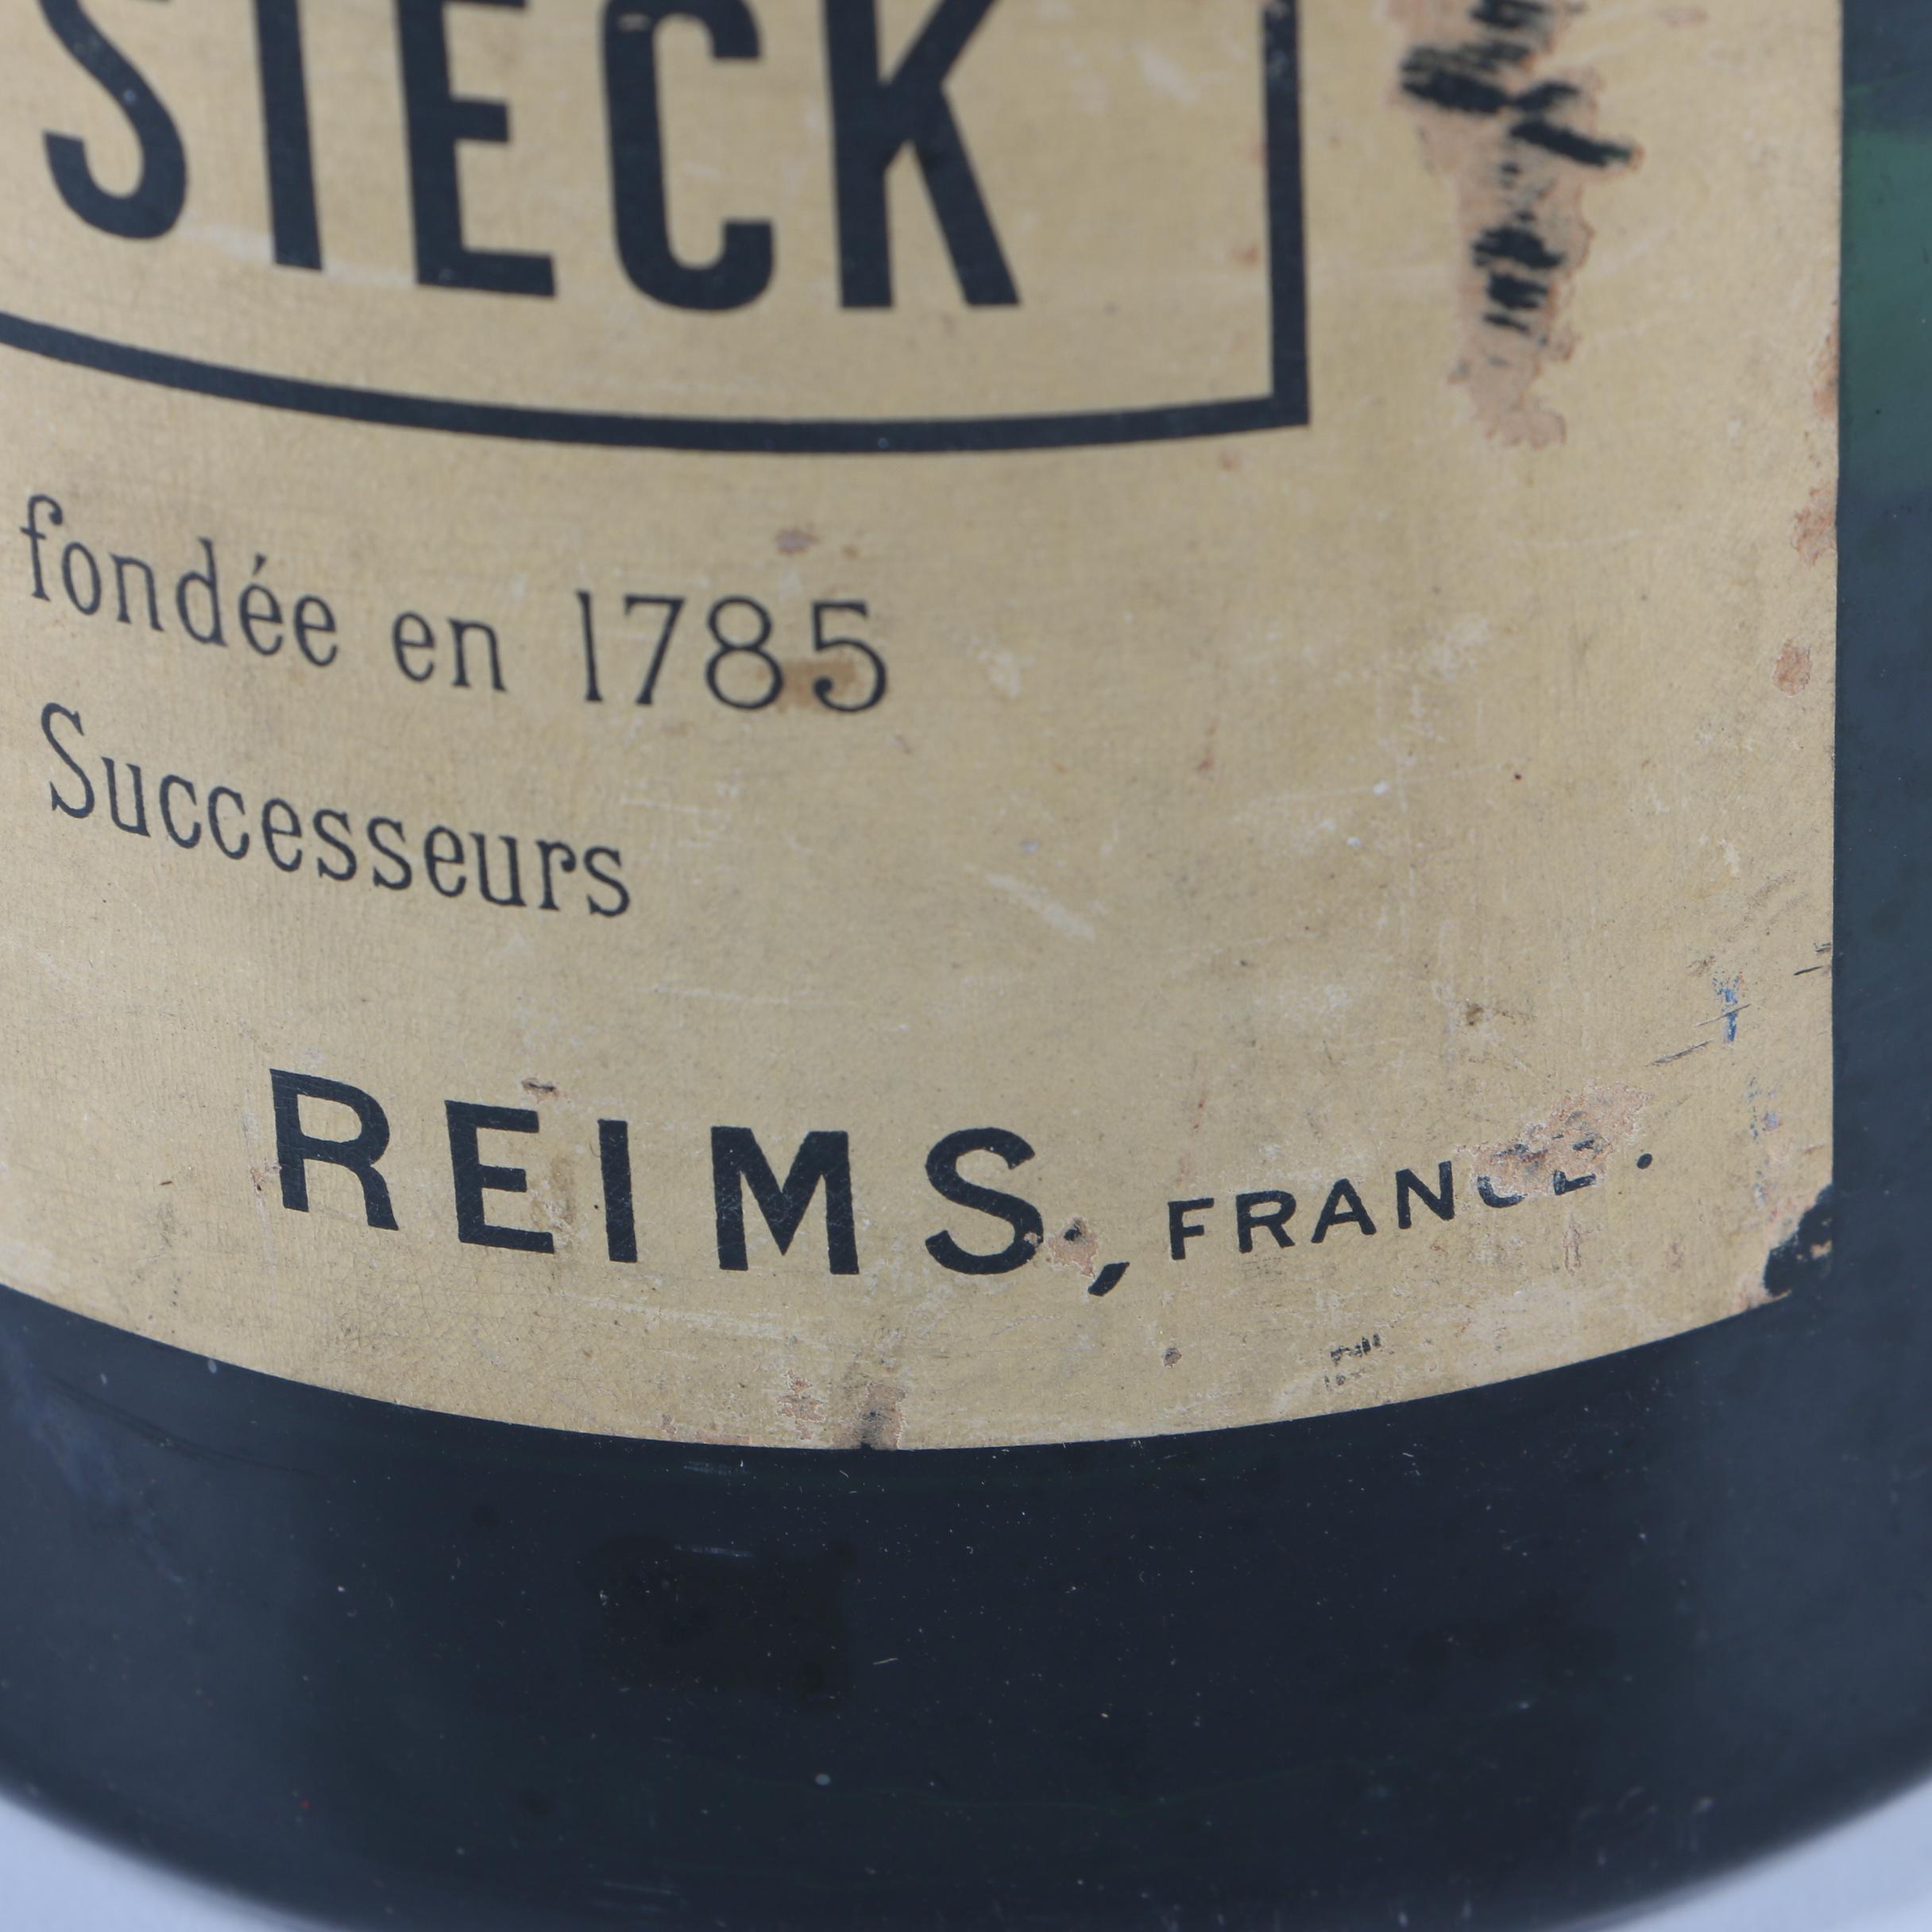 SIECK
fondée en 1785
Successeurs
REIMS, FRANCE.